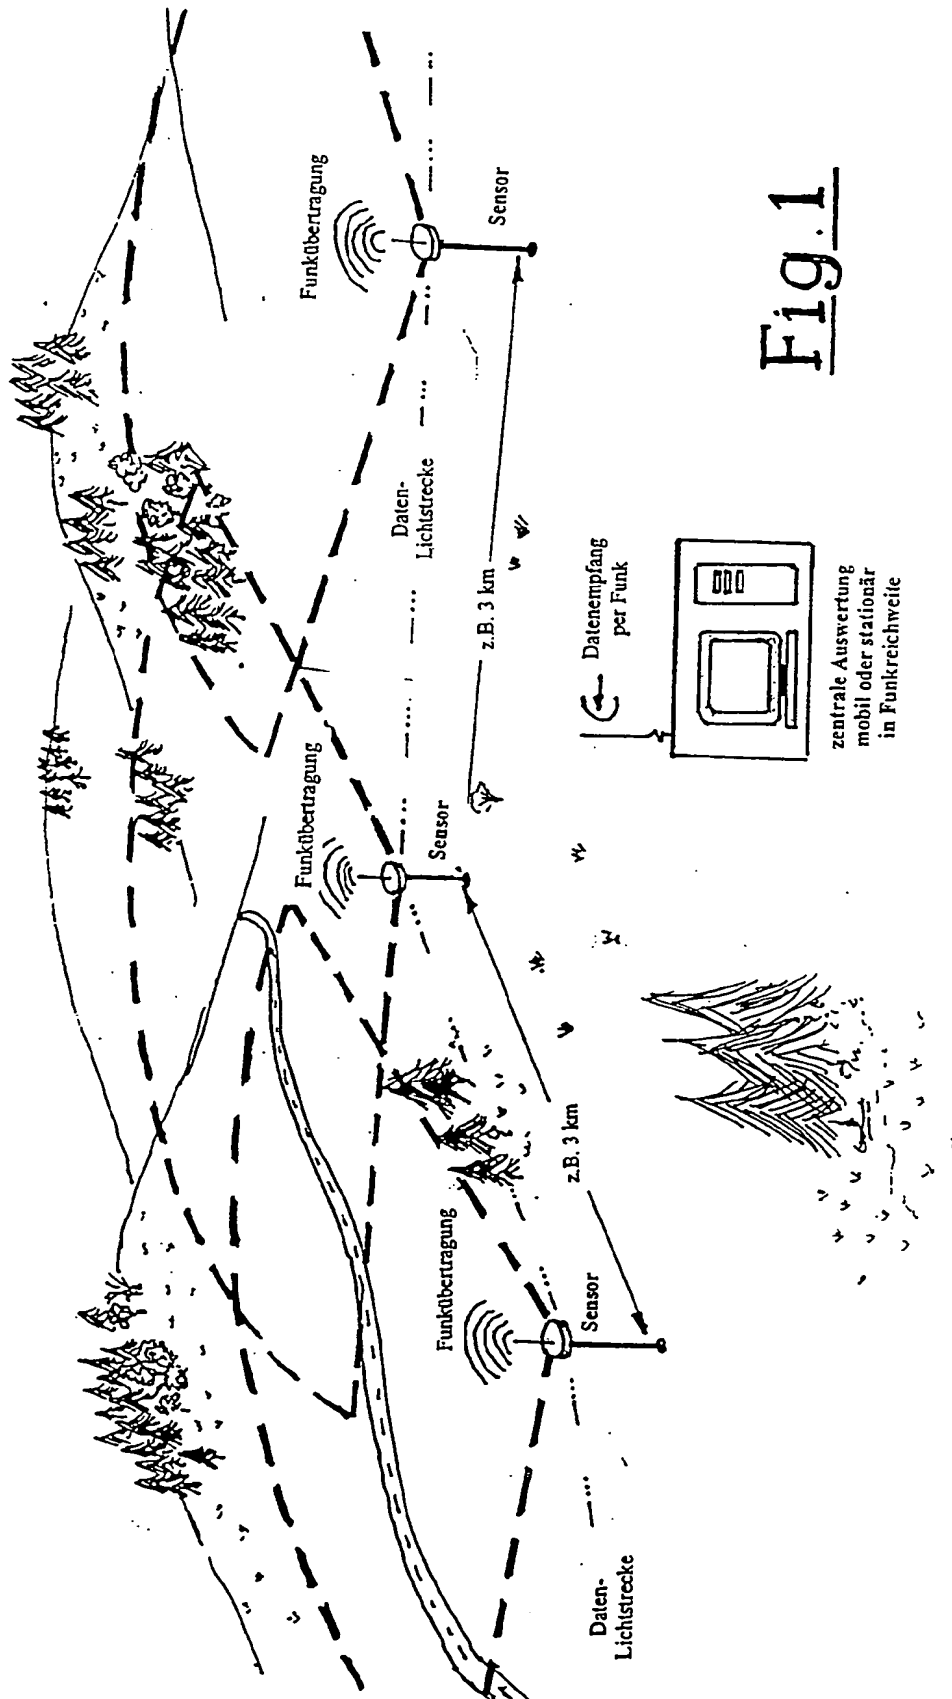 Funkübertragung
Sensor
Daten-
Lichtstrecke
z.B. 3 km
Funkübertragung
Sensor
z.B. 3 km
Funkübertragung
Sensor
Daten-
Lichtstrecke
Datenempfang
per Funk
zentrale Auswertung
mobil oder stationär
in Funkreichweite
Fig. 1